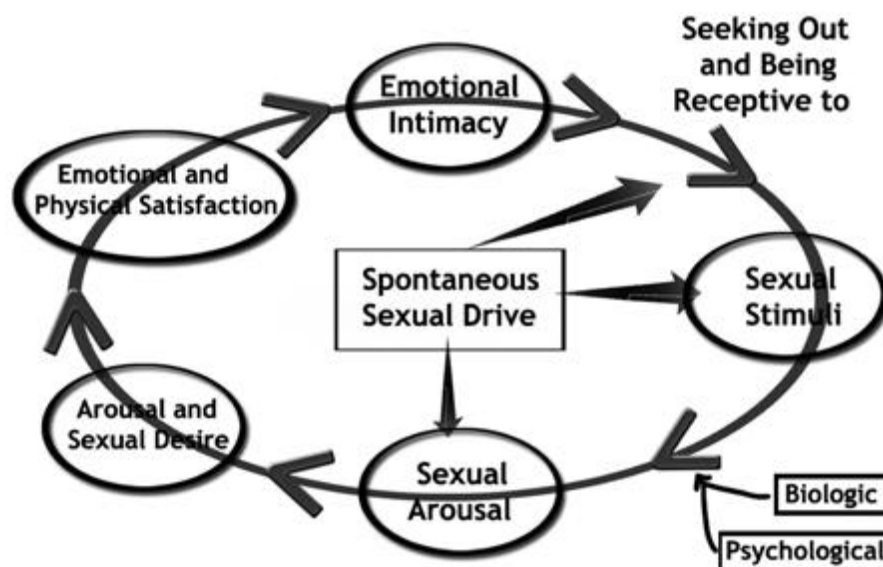 Seeking Out
and Being
Receptive to
Emotional
Intimacy
Emotional and
Physical Satisfaction
Spontaneous
Sexual Drive
Sexual
Stimuli
Arousal and
Sexual Desire
Sexual
Arousal
Biologic
Psychological